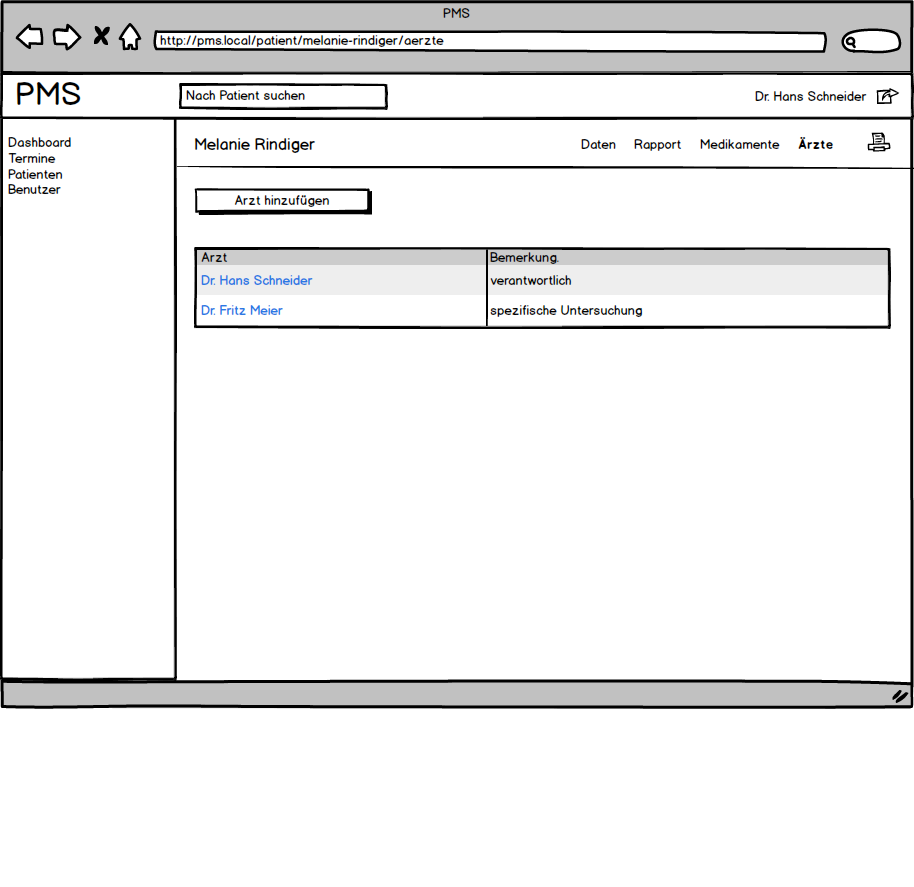 PMS
http://pms.local/patient/melanie-rindiger/aerzte
PMS
Nach Patient suchen
Dr. Hans Schneider
Dashboard
Termine
Patienten
Benutzer
Melanie Rindiger
Daten
Rapport
Medikamente
Ärzte
Arzt hinzufügen
Arzt
Bemerkung.
Dr. Hans Schneider
verantwortlich
Dr. Fritz Meier
spezifische Untersuchung